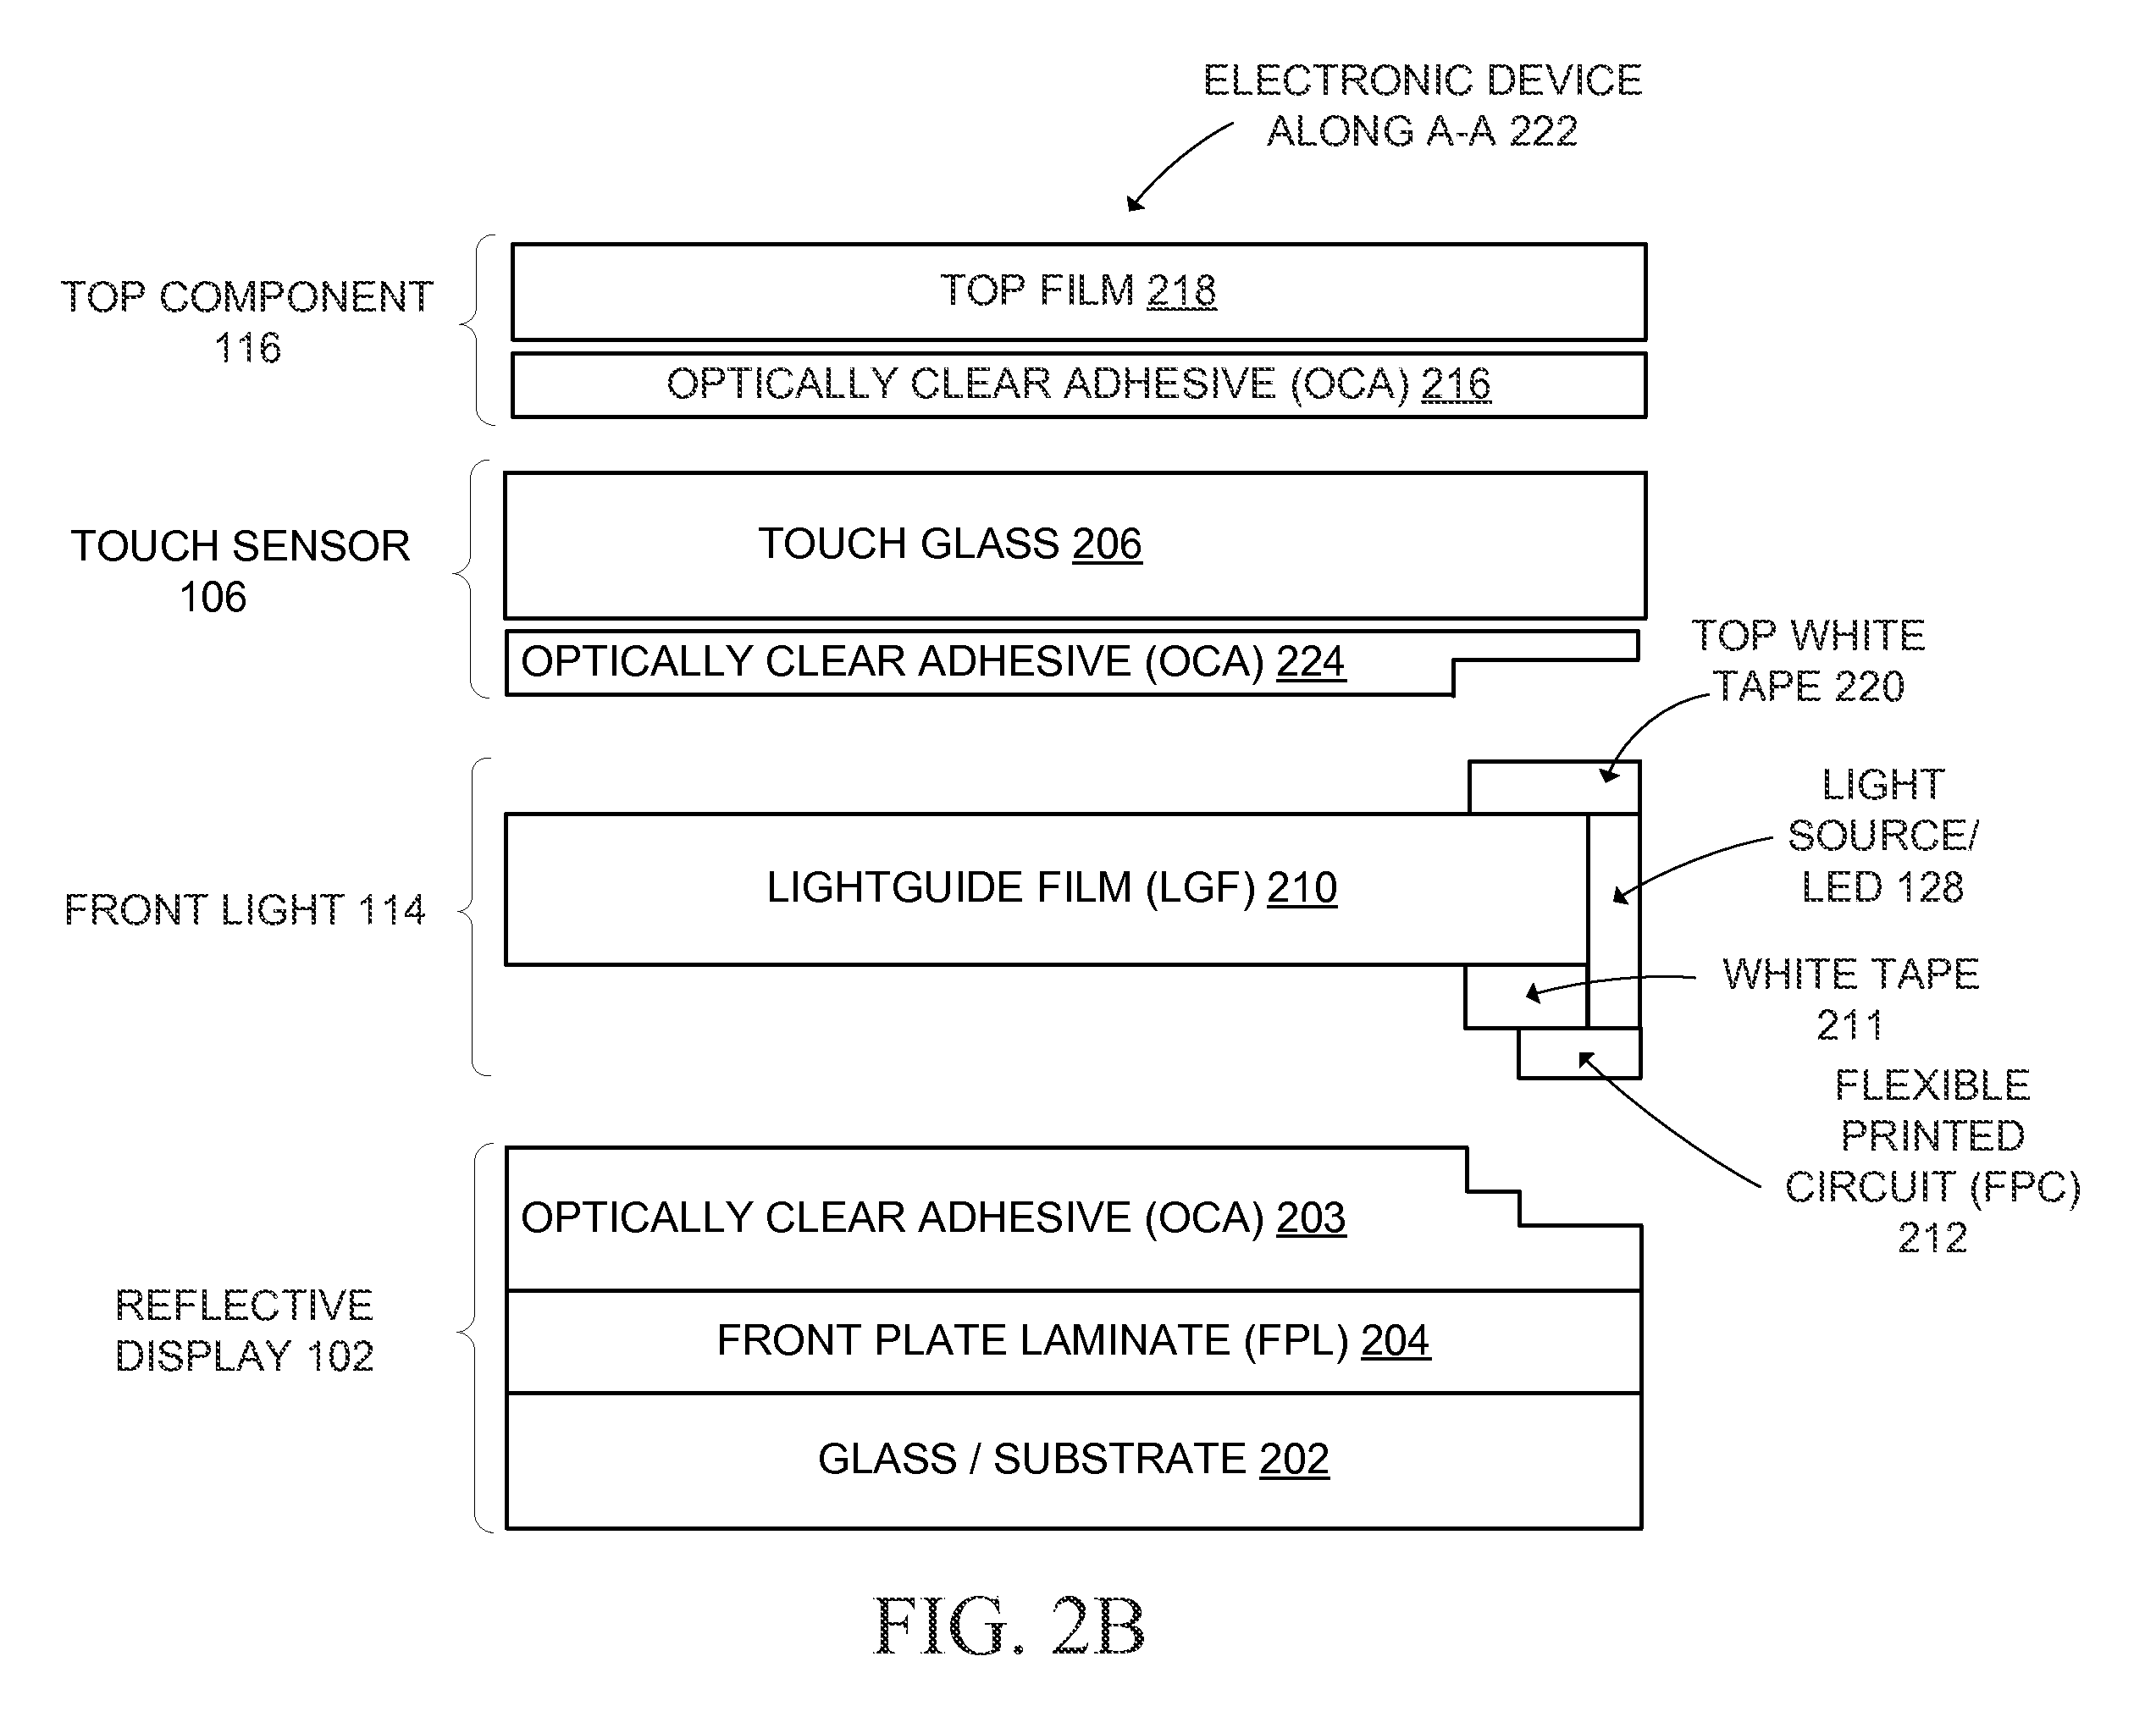 ELECTRONIC DEVICE
ALONG A-A 222
TOP COMPONENT
116
TOP FILM 218
OPTICALLY CLEAR ADHESIVE (OCA) 216
TOUCH SENSOR
106
TOUCH GLASS 206
OPTICALLY CLEAR ADHESIVE (OCA) 224
TOP WHITE
TAPE 220
FRONT LIGHT 114
LIGHTGUIDE FILM (LGF) 210
LIGHT
SOURCE/
LED 128
WHITE TAPE
211
FLEXIBLE
PRINTED
CIRCUIT (FPC)
212
REFLECTIVE
DISPLAY 102
OPTICALLY CLEAR ADHESIVE (OCA) 203
FRONT PLATE LAMINATE (FPL) 204
GLASS / SUBSTRATE 202
FIG. 2B